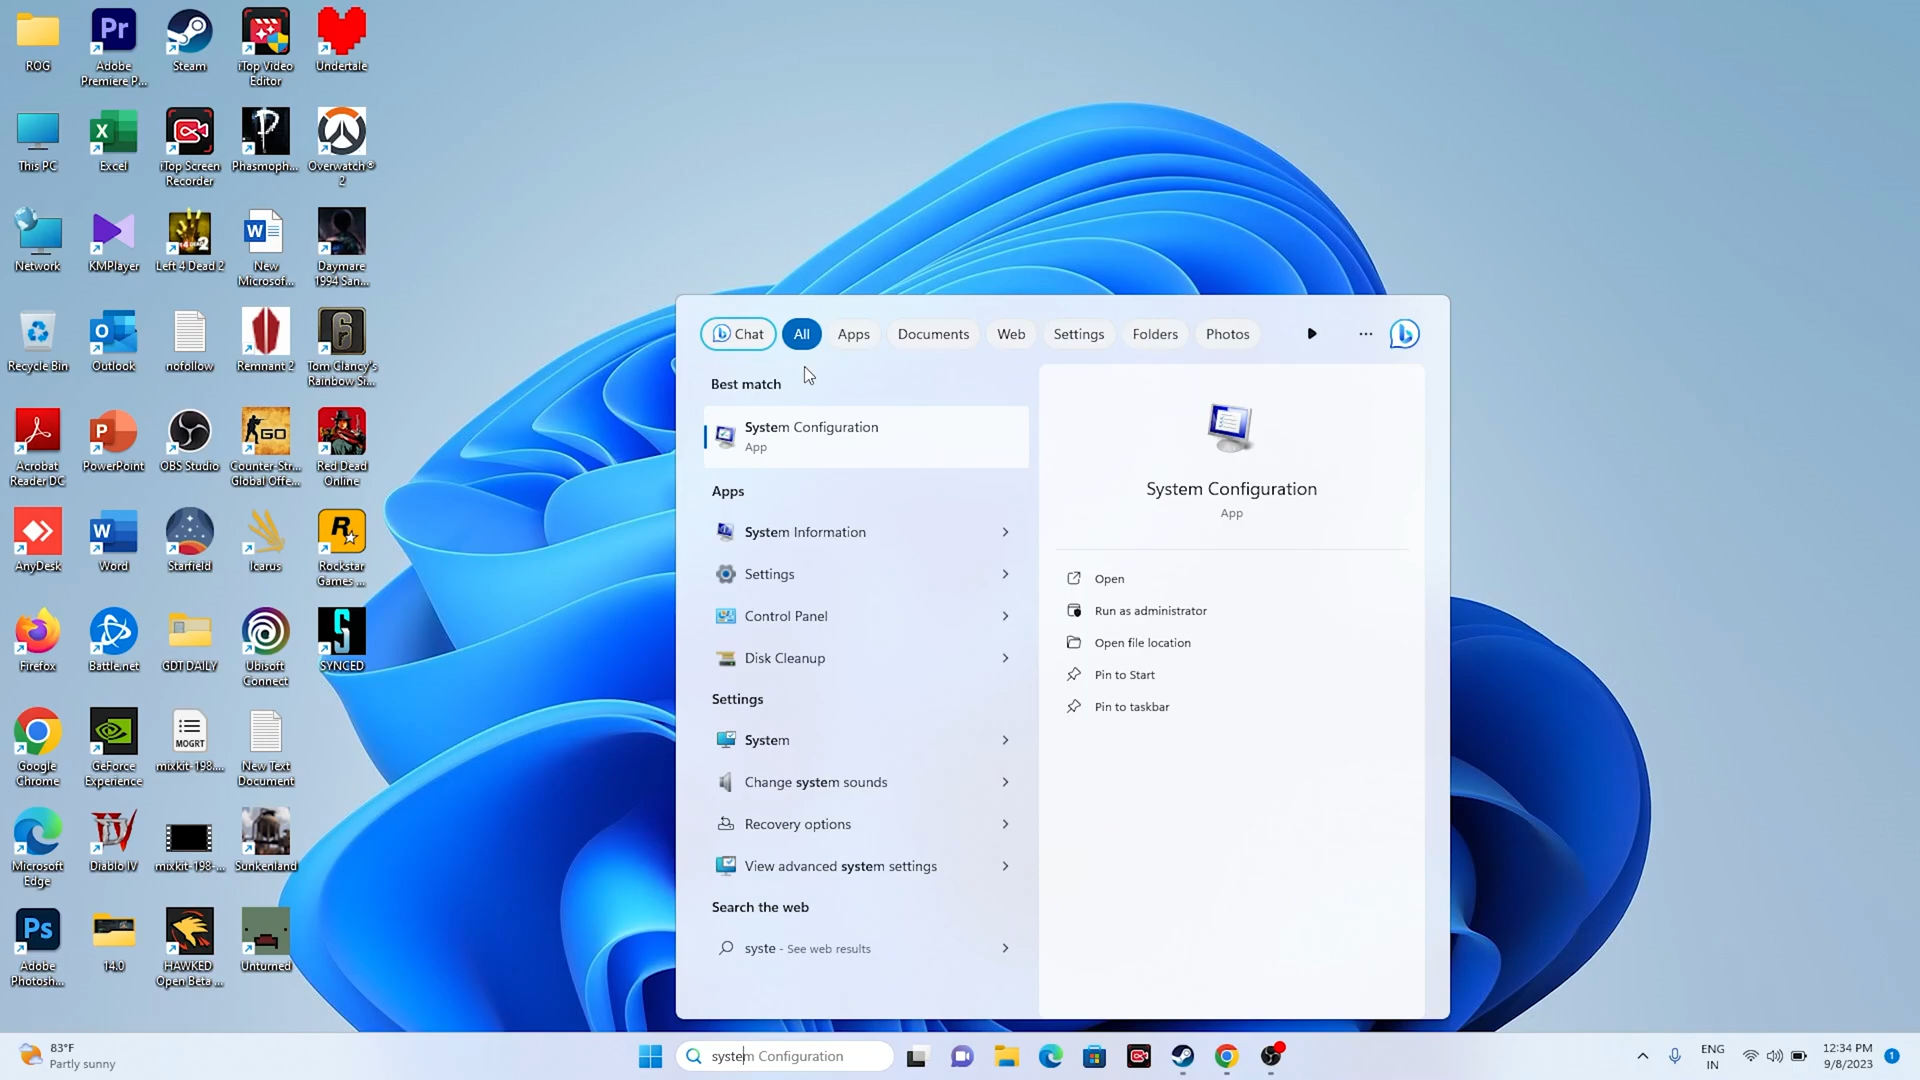 ROG
Adobe
Premiere P...
Steam
iTop Video
Editor
Undertale
This PC
Excel
iTop Screen
Recorder
Phasmoph...
Overwatch®
2
Network
KMPlayer
Left 4 Dead 2
New
Microsof...
Daymare
1994 San...
Recycle Bin
Outlook
nofollow
Remnant 2
Tom Clancy's
Rainbow Si...
Acrobat
Reader DC
PowerPoint
OBS Studio
Counter-Str...
Global Offe...
Red Dead
Online
AnyDesk
Word
Starfield
Icarus
Rockstar
Games ...
Firefox
Battle.net
GDT DAILY
Ubisoft
Connect
SYNCED
Google
Chrome
GeForce
Experience
MOGRT
mixkit-198....
New Text
Document
Microsoft
Edge
Diablo IV
mixkit-198-...
Sunkenland
Adobe
Photosh...
14.0
HAWKED
Open Beta ...
Unturned
Chat
All
Apps
Documents
Web
Settings
Folders
Photos
...
Best match
System Configuration
App
Apps
System Information
Settings
Control Panel
Disk Cleanup
Settings
System
Change system sounds
Recovery options
View advanced system settings
Search the web
syste - See web results
System Configuration
App
Open
Run as administrator
Open file location
Pin to Start
Pin to taskbar
83°F
Partly sunny
system Configuration
ENG
IN
12:34 PM
9/8/2023
1